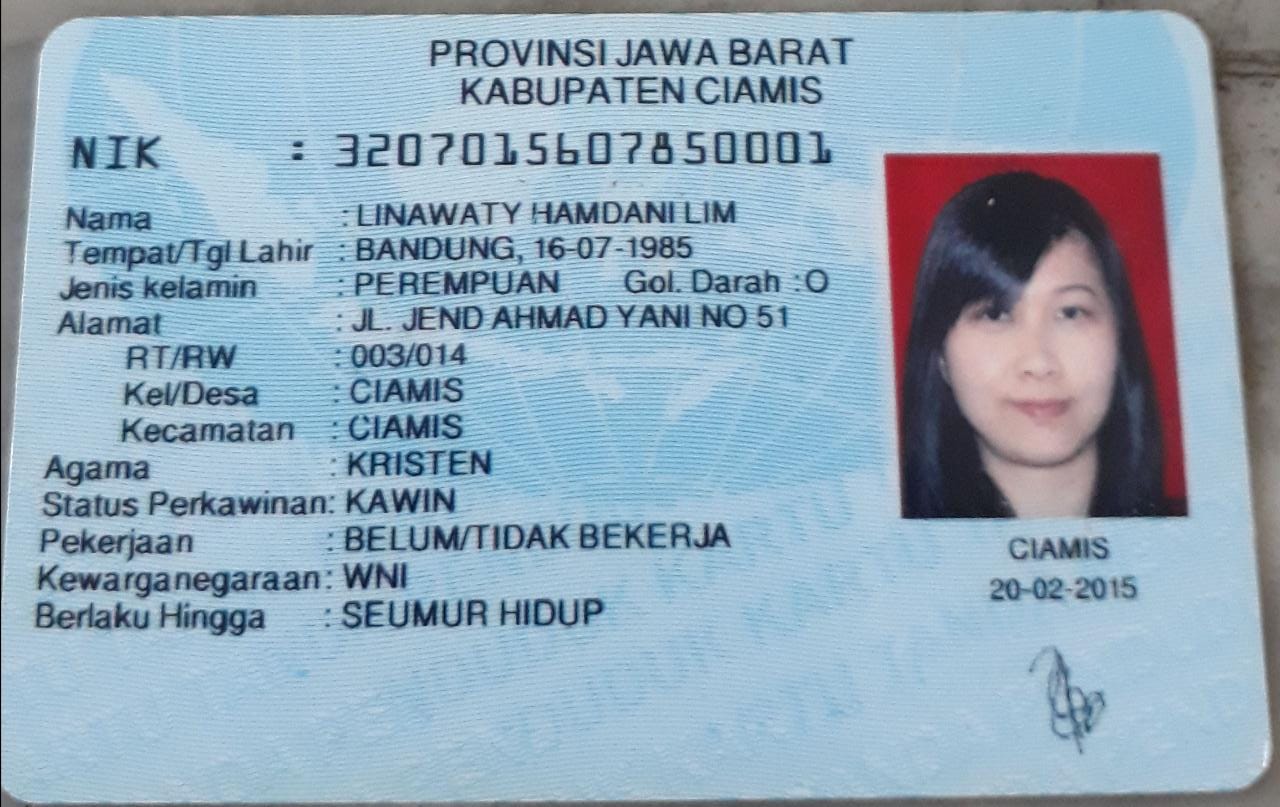 PROVINSI JAWA BARAT
KABUPATEN CIAMIS
NIK : 3207015607850001
Nama : LINAWATY HAMDANI LIM
Tempat/Tgl Lahir : BANDUNG, 16-07-1985
Jenis kelamin : PEREMPUAN Gol. Darah : O
Alamat : JL. JEND AHMAD YANI NO 51
RT/RW : 003/014
Kel/Desa : CIAMIS
Kecamatan : CIAMIS
Agama : KRISTEN
Status Perkawinan: KAWIN
Pekerjaan : BELUM/TIDAK BEKERJA
Kewarganegaraan: WNI
Berlaku Hingga : SEUMUR HIDUP
CIAMIS
20-02-2015